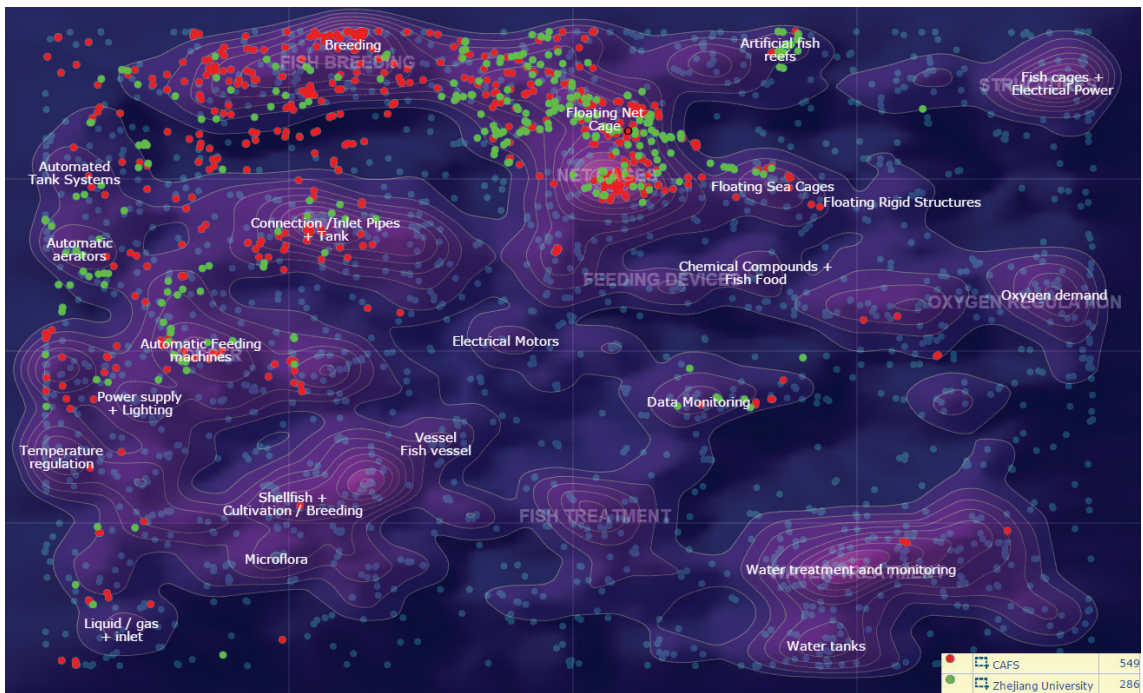 Breeding
FISH BREEDING
Artificial fish
reefs
Fish cages +
Electrical Power
Floating Net
Cage
NET CAGES
Automated
Tank Systems
Floating Sea Cages
Floating Rigid Structures
Connection /Inlet Pipes
+ Tank
Automatic
aerators
Chemical Compounds +
Fish Food
FEEDING DEVICE
Oxygen demand
OXYGEN REGULATION
Automatic Feeding
machines
Electrical Motors
Power supply
+ Lighting
Data Monitoring
Vessel
Fish vessel
Temperature
regulation
Shellfish +
Cultivation / Breeding
FISH TREATMENT
Microflora
Water treatment and monitoring
Liquid / gas
+ inlet
Water tanks
CAFS 549
Zhejiang University 286